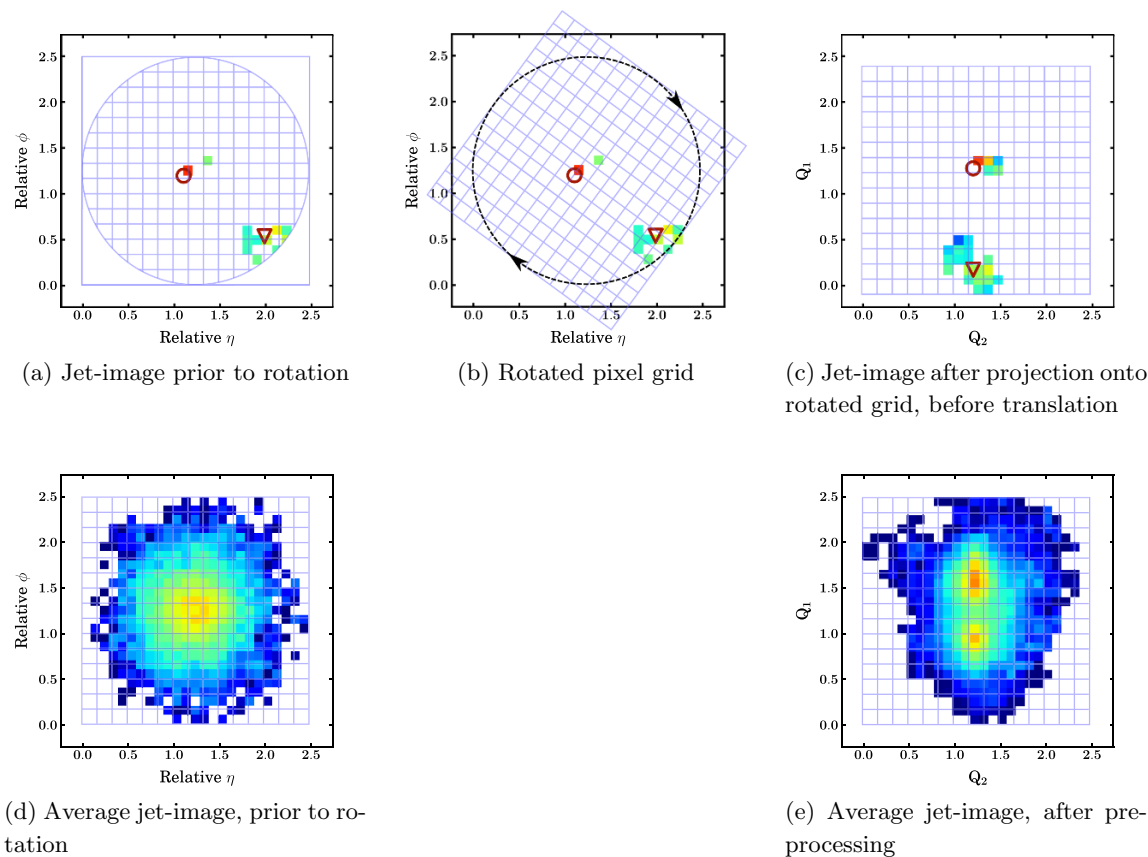 2.5
2.0
1.5
1.0
0.5
0.0
Relative ϕ
0.0 0.5 1.0 1.5 2.0 2.5
Relative η
(a) Jet-image prior to rotation
2.5
2.0
1.5
1.0
0.5
0.0
Relative ϕ
0.0 0.5 1.0 1.5 2.0 2.5
Relative η
(b) Rotated pixel grid
2.5
2.0
1.5
1.0
0.5
0.0
Q₁
0.0 0.5 1.0 1.5 2.0 2.5
Q₂
(c) Jet-image after projection onto
rotated grid, before translation
2.5
2.0
1.5
1.0
0.5
0.0
Relative ϕ
0.0 0.5 1.0 1.5 2.0 2.5
Relative η
(d) Average jet-image, prior to ro-
tation
2.5
2.0
1.5
1.0
0.5
0.0
Q₁
0.0 0.5 1.0 1.5 2.0 2.5
Q₂
(e) Average jet-image, after pre-
processing